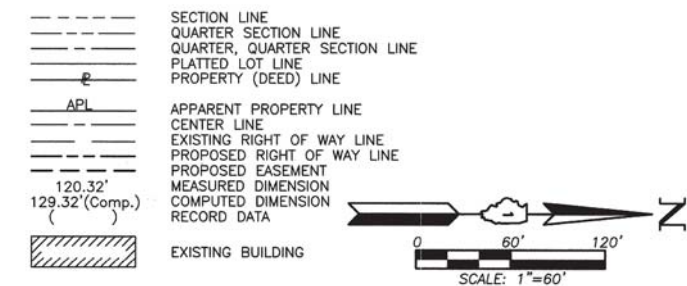 SECTION LINE
QUARTER SECTION LINE
QUARTER, QUARTER SECTION LINE
PLATTED LOT LINE
PL PROPERTY (DEED) LINE
APL APPARENT PROPERTY LINE
CENTER LINE
EXISTING RIGHT OF WAY LINE
PROPOSED RIGHT OF WAY LINE
PROPOSED EASEMENT
120.32' MEASURED DIMENSION
129.32'(Comp.) COMPUTED DIMENSION
( ) RECORD DATA
EXISTING BUILDING
N
0 60' 120'
SCALE: 1"=60'